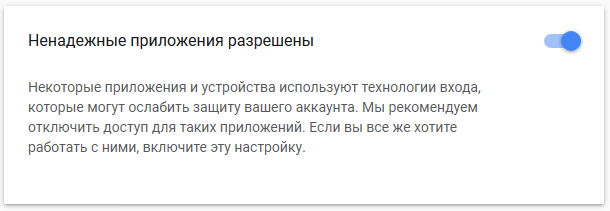 Ненадежные приложения разрешены
Некоторые приложения и устройства используют технологии входа,
которые могут ослабить защиту вашего аккаунта. Мы рекомендуем
отключить доступ для таких приложений. Если вы все же хотите
работать с ними, включите эту настройку.